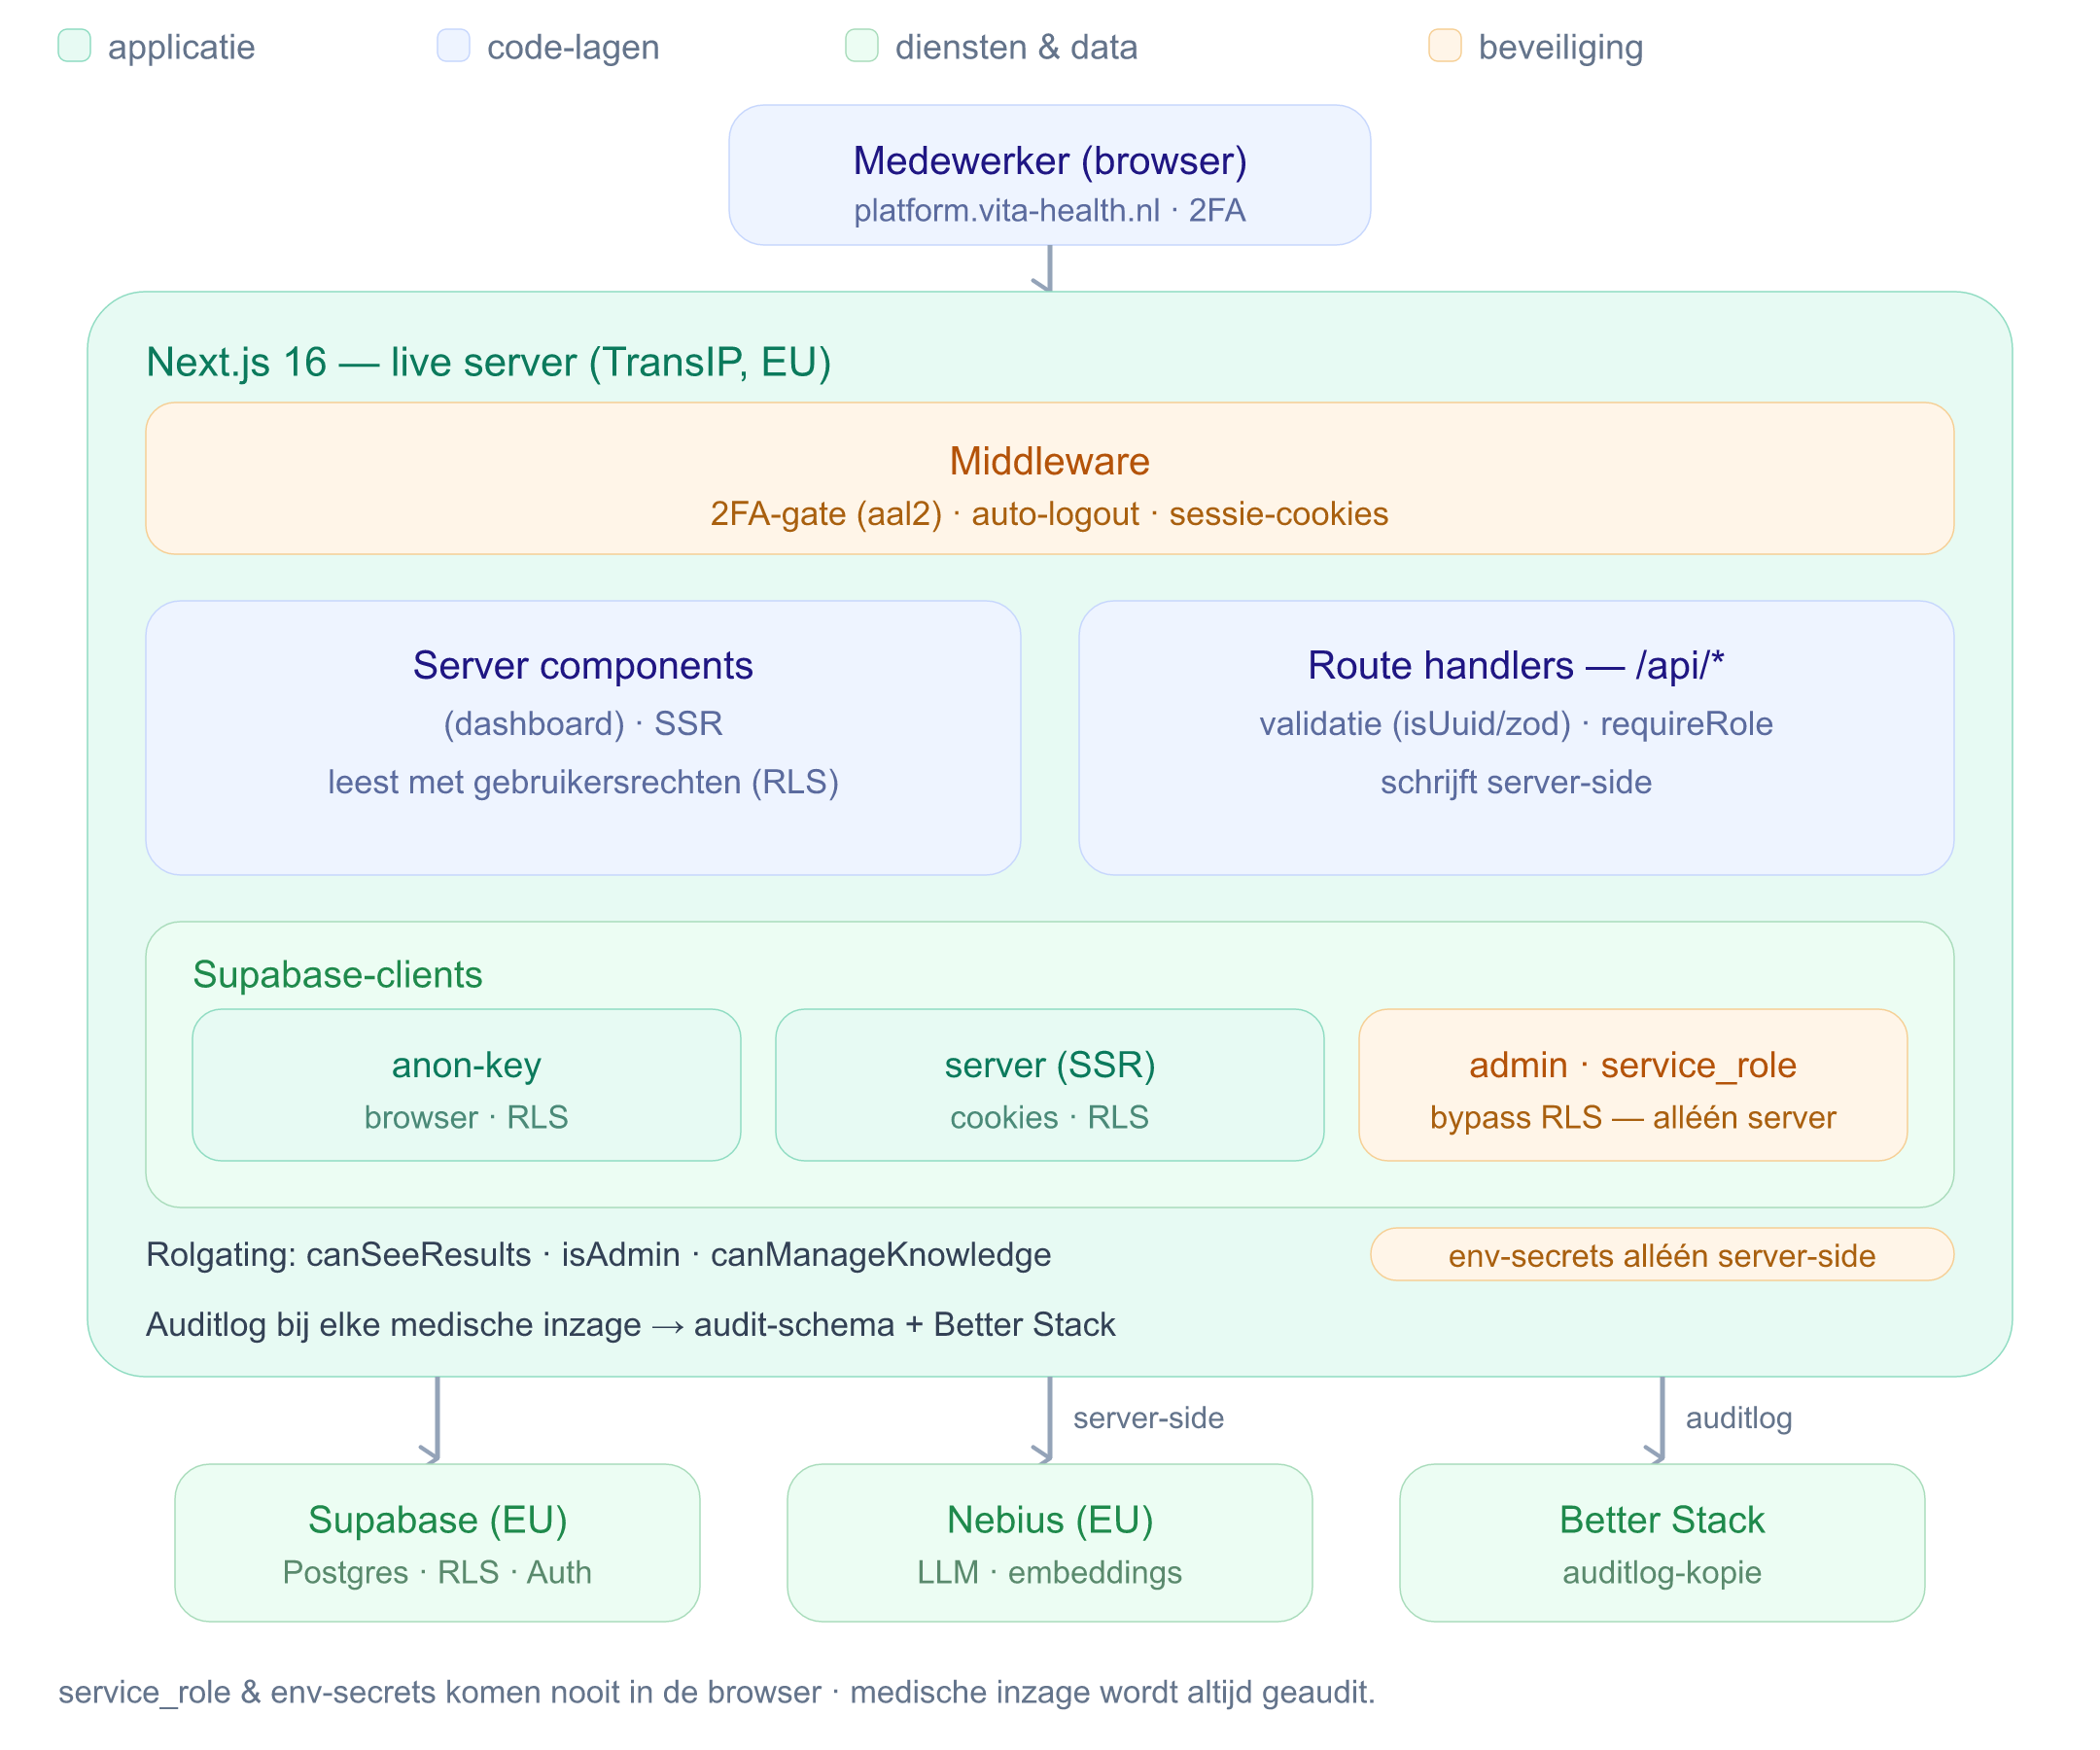 applicatie
code-lagen
diensten & data
beveiliging
Medewerker (browser)
platform.vita-health.nl · 2FA
Next.js 16 — live server (TransIP, EU)
Middleware
2FA-gate (aal2) · auto-logout · sessie-cookies
Server components
(dashboard) · SSR
leest met gebruikersrechten (RLS)
Route handlers — /api/*
validatie (isUuid/zod) · requireRole
schrijft server-side
Supabase-clients
anon-key
browser · RLS
server (SSR)
cookies · RLS
admin · service_role
bypass RLS — alléén server
Rolgating: canSeeResults · isAdmin · canManageKnowledge
env-secrets alléén server-side
Auditlog bij elke medische inzage → audit-schema + Better Stack
server-side
auditlog
Supabase (EU)
Postgres · RLS · Auth
Nebius (EU)
LLM · embeddings
Better Stack
auditlog-kopie
service_role & env-secrets komen nooit in de browser · medische inzage wordt altijd geaudit.